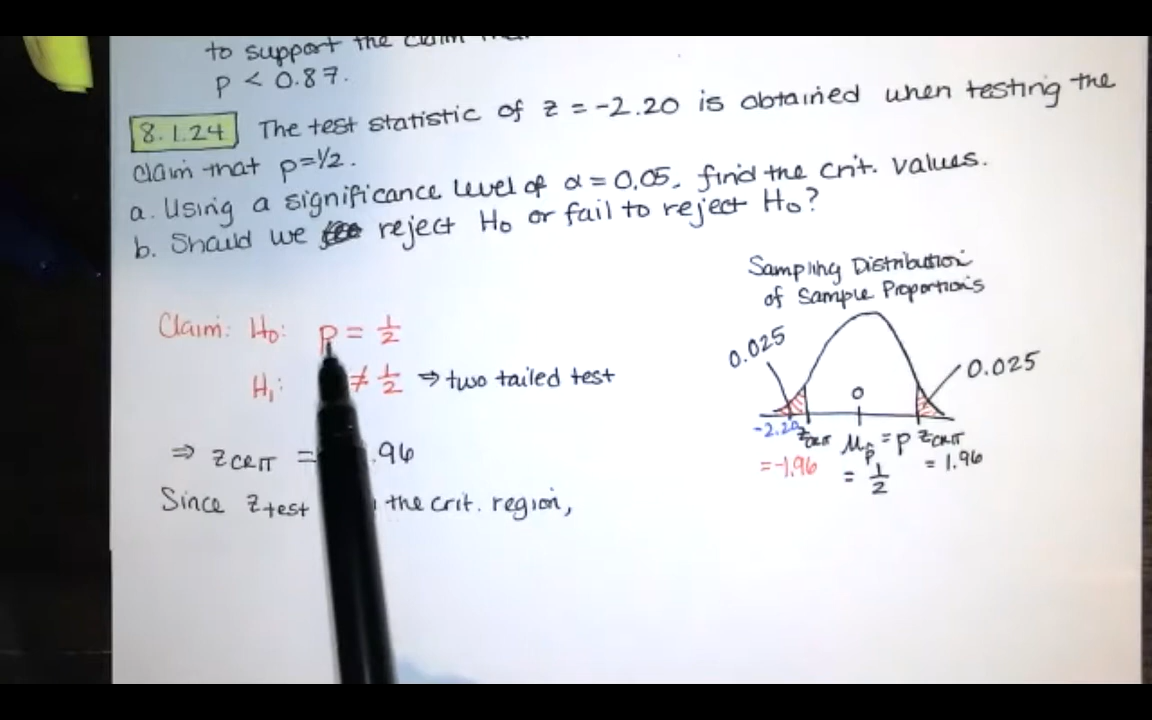 to support the claim that
p < 0.87.
8.1.24 The test statistic of z = -2.20 is obtained when testing the
claim that p=1/2.
a. Using a significance level of α = 0.05, find the crit. values.
b. Should we reject H₀ or fail to reject H₀?
Sampling Distribution
of Sample Proportions
Claim: H₀: p = 1/2
H₁: ≠ 1/2 ⇒ two tailed test
0.025
0.025
0
-2.20 zCRIT μp̂ = p zCRIT
= -1.96 = 1/2 = 1.96
⇒ zCRIT = .96
Since ztest the crit. region,